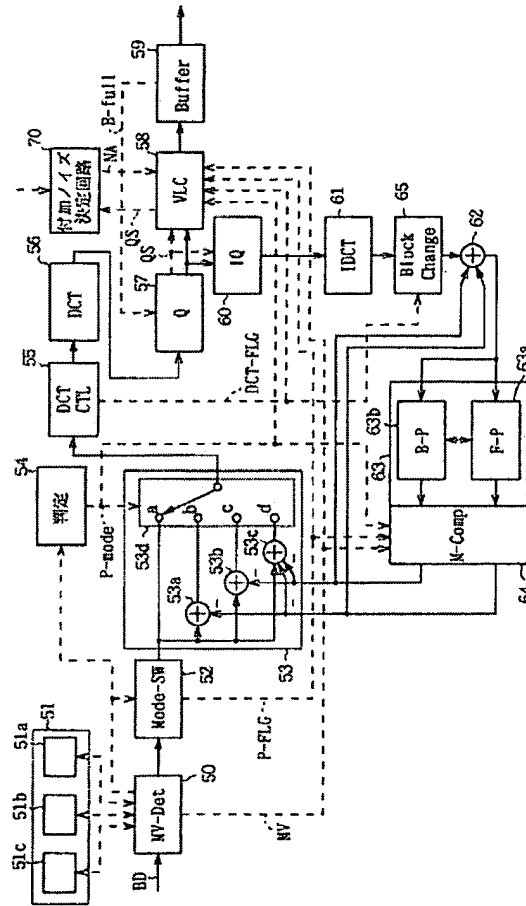 51
51a
51b
51c
BD
MV-Det
50
Mode-SW
52
MV
P-FLG
53
53a
53b
53c
53d
a
b
c
d
判定
54
P-mode
DCT
CTL
55
DCT
56
DCT-FLG
Q
57
QS
QS
VLC
58
Buffer
59
B-full
NA
付加ノイズ
決定回路
70
IQ
60
IDCT
61
Block
Change
65
62
63
B-P
63b
F-P
63a
M-Comp
64